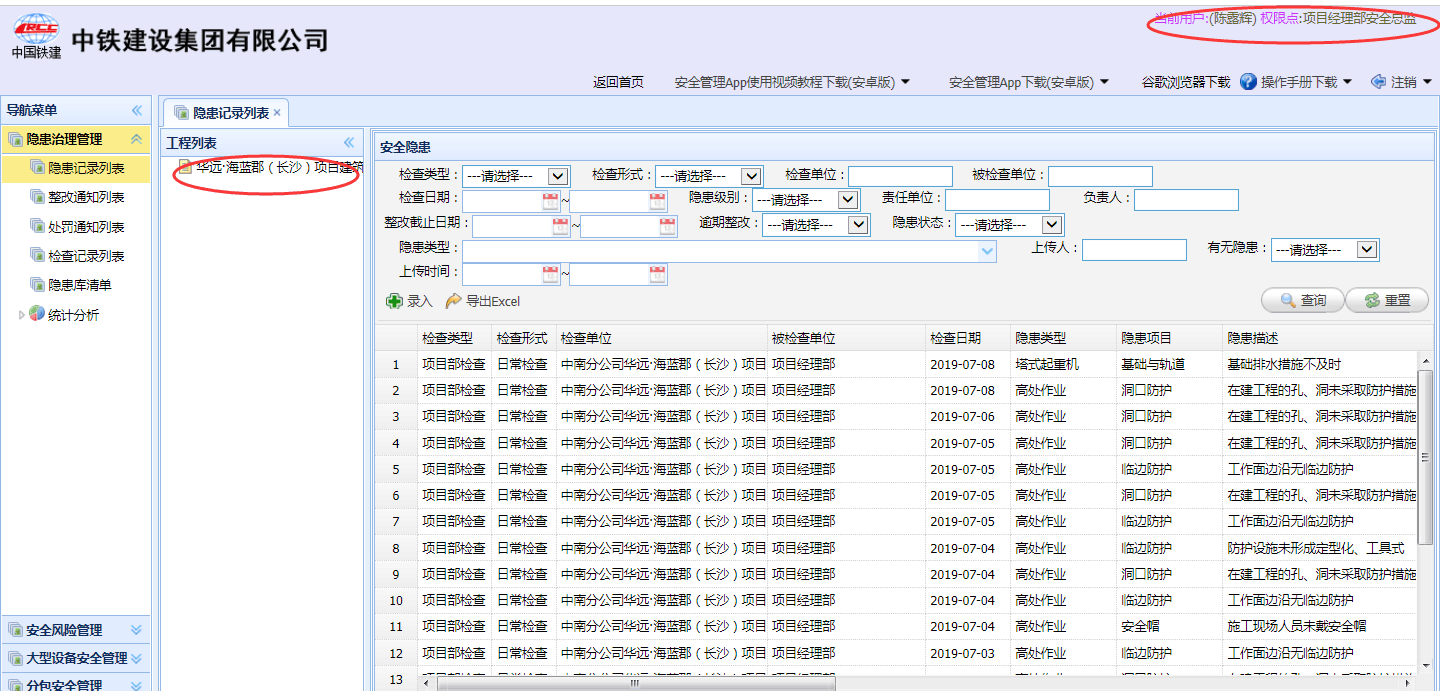 当前用户:(陈露辉) 权限点:项目经理部安全总监
CRCC
中国铁建
中铁建设集团有限公司
返回首页 安全管理App使用视频教程下载(安卓版) 安全管理App下载(安卓版) 谷歌浏览器下载 操作手册下载 注销
导航菜单
隐患治理管理
隐患记录列表
整改通知列表
处罚通知列表
检查记录列表
隐患库清单
统计分析
安全风险管理
大型设备安全管理
分包安全管理
隐患记录列表
工程列表
华远·海蓝郡（长沙）项目建筑
安全隐患
检查类型： ---请选择--- 检查形式： ---请选择--- 检查单位： 被检查单位：
检查日期： ~ 隐患级别： ---请选择--- 责任单位： 负责人：
整改截止日期： ~ 逾期整改： ---请选择--- 隐患状态： ---请选择---
隐患类型： 上传人： 有无隐患： ---请选择---
上传时间： ~
录入 导出Excel 查询 重置
检查类型 检查形式 检查单位 被检查单位 检查日期 隐患类型 隐患项目 隐患描述
1 项目部检查 日常检查 中南分公司华远·海蓝郡（长沙）项目 项目经理部 2019-07-08 塔式起重机 基础与轨道 基础排水措施不及时
2 项目部检查 日常检查 中南分公司华远·海蓝郡（长沙）项目 项目经理部 2019-07-08 高处作业 洞口防护 在建工程的孔、洞未采取防护措施
3 项目部检查 日常检查 中南分公司华远·海蓝郡（长沙）项目 项目经理部 2019-07-06 高处作业 洞口防护 在建工程的孔、洞未采取防护措施
4 项目部检查 日常检查 中南分公司华远·海蓝郡（长沙）项目 项目经理部 2019-07-05 高处作业 洞口防护 在建工程的孔、洞未采取防护措施
5 项目部检查 日常检查 中南分公司华远·海蓝郡（长沙）项目 项目经理部 2019-07-05 高处作业 临边防护 工作面边沿无临边防护
6 项目部检查 日常检查 中南分公司华远·海蓝郡（长沙）项目 项目经理部 2019-07-05 高处作业 洞口防护 在建工程的孔、洞未采取防护措施
7 项目部检查 日常检查 中南分公司华远·海蓝郡（长沙）项目 项目经理部 2019-07-05 高处作业 临边防护 工作面边沿无临边防护
8 项目部检查 日常检查 中南分公司华远·海蓝郡（长沙）项目 项目经理部 2019-07-04 高处作业 临边防护 防护设施未形成定型化、工具式
9 项目部检查 日常检查 中南分公司华远·海蓝郡（长沙）项目 项目经理部 2019-07-04 高处作业 洞口防护 在建工程的孔、洞未采取防护措施
10 项目部检查 日常检查 中南分公司华远·海蓝郡（长沙）项目 项目经理部 2019-07-04 高处作业 临边防护 工作面边沿无临边防护
11 项目部检查 日常检查 中南分公司华远·海蓝郡（长沙）项目 项目经理部 2019-07-04 高处作业 安全帽 施工现场人员未戴安全帽
12 项目部检查 日常检查 中南分公司华远·海蓝郡（长沙）项目 项目经理部 2019-07-03 高处作业 临边防护 工作面边沿无临边防护
13